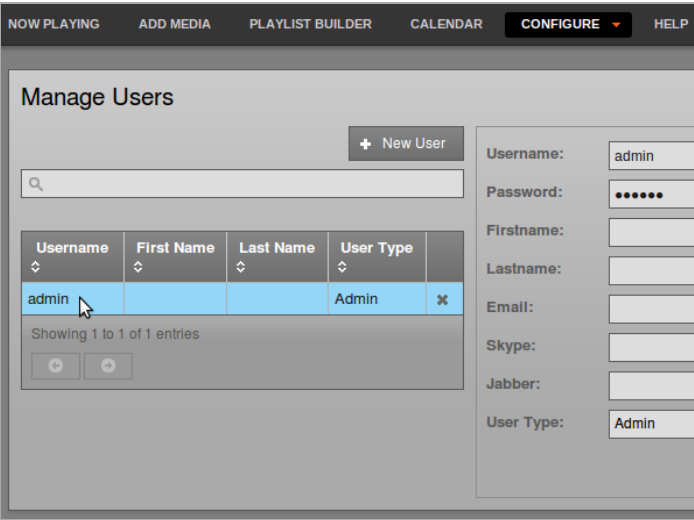 NOW PLAYING ADD MEDIA PLAYLIST BUILDER CALENDAR CONFIGURE HELP
Manage Users
New User
Username First Name Last Name User Type
admin Admin
Showing 1 to 1 of 1 entries
Username: admin
Password: ••••••
Firstname:
Lastname:
Email:
Skype:
Jabber:
User Type: Admin